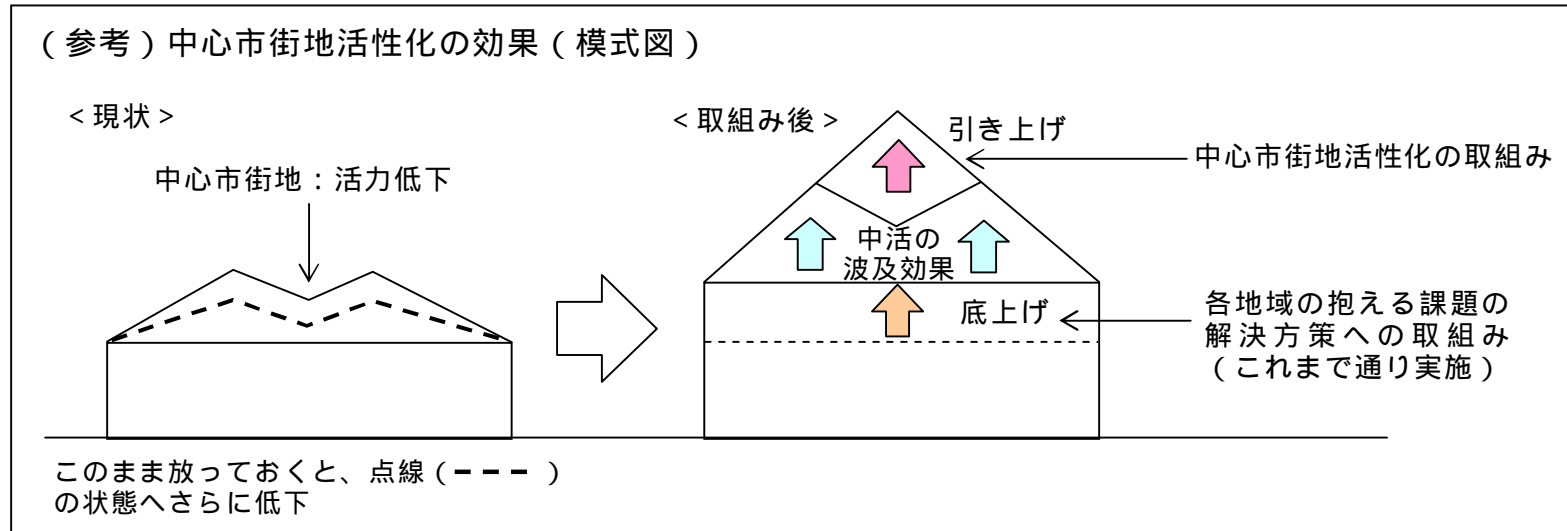 (参考)中心市街地活性化の効果(模式図)
<現状>
中心市街地：活力低下
<取組み後>
引き上げ
中心市街地活性化の取組み
中活の
波及効果
底上げ
各地域の抱える課題の
解決方策への取組み
(これまで通り実施)
このまま放っておくと、点線(－－－ )
の状態へさらに低下